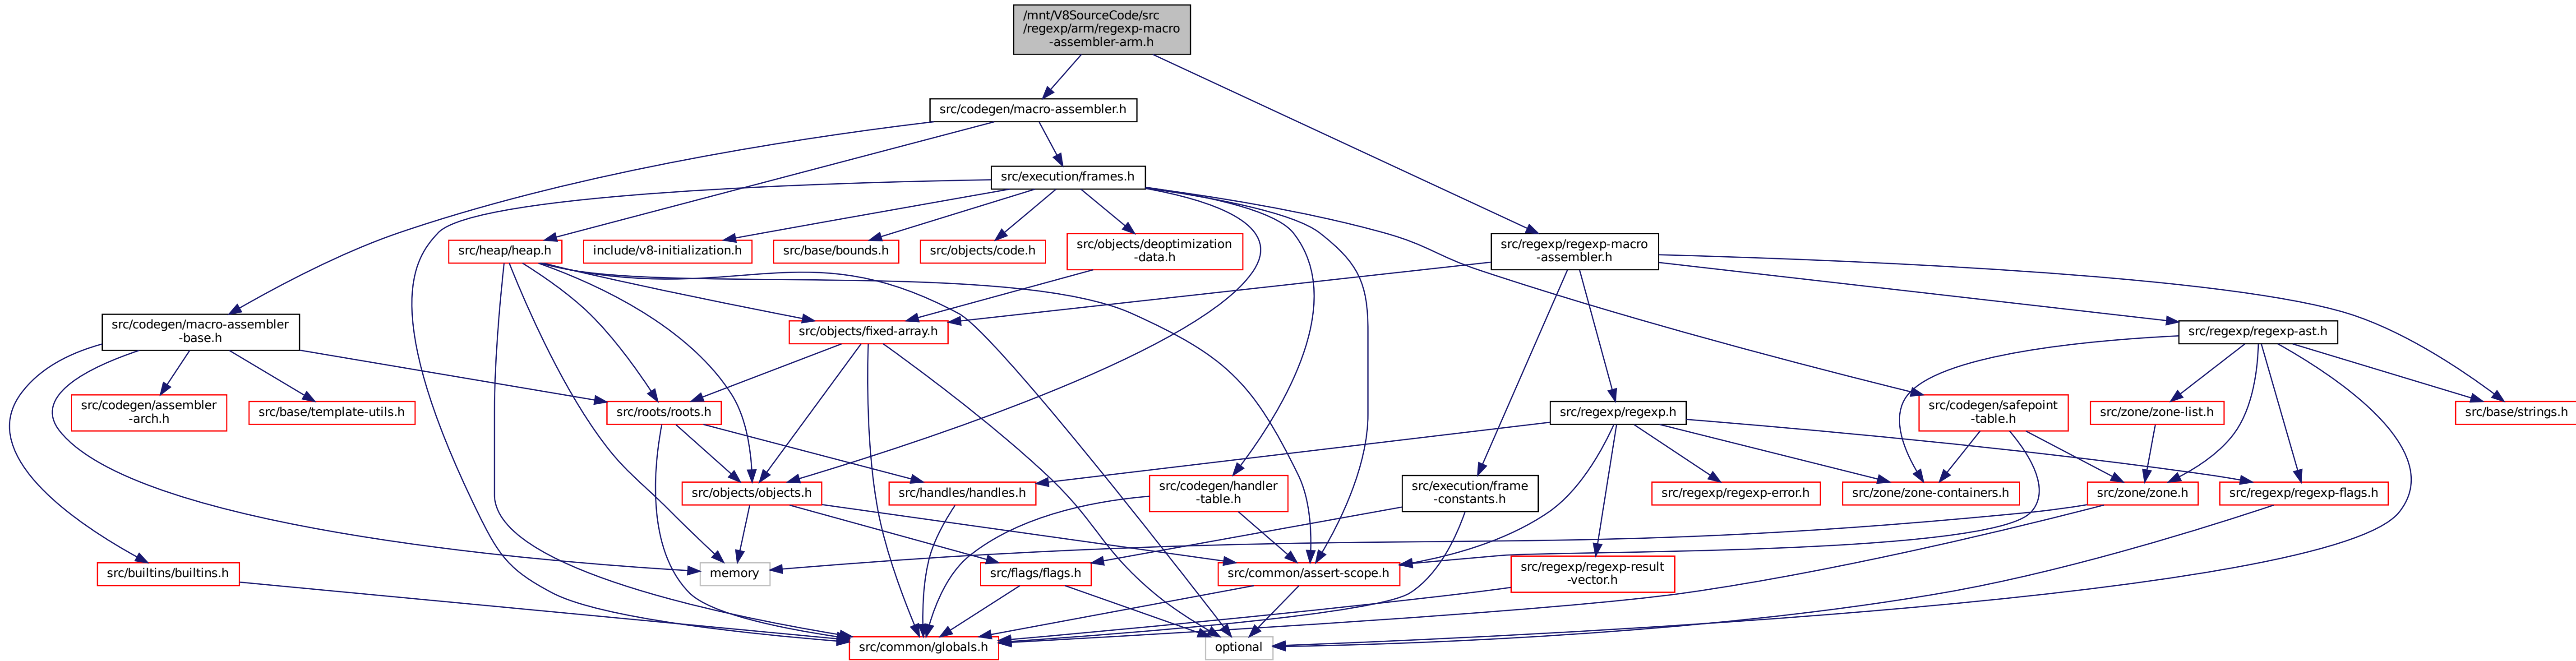 /mnt/V8SourceCode/src
/regexp/arm/regexp-macro
-assembler-arm.h
src/codegen/macro-assembler.h
src/execution/frames.h
src/heap/heap.h
include/v8-initialization.h
src/base/bounds.h
src/objects/code.h
src/objects/deoptimization
-data.h
src/regexp/regexp-macro
-assembler.h
src/codegen/macro-assembler
-base.h
src/objects/fixed-array.h
src/regexp/regexp-ast.h
src/codegen/assembler
-arch.h
src/base/template-utils.h
src/roots/roots.h
src/regexp/regexp.h
src/codegen/safepoint
-table.h
src/zone/zone-list.h
src/base/strings.h
src/objects/objects.h
src/handles/handles.h
src/codegen/handler
-table.h
src/execution/frame
-constants.h
src/regexp/regexp-error.h
src/zone/zone-containers.h
src/zone/zone.h
src/regexp/regexp-flags.h
src/builtins/builtins.h
memory
src/flags/flags.h
src/common/assert-scope.h
src/regexp/regexp-result
-vector.h
src/common/globals.h
optional